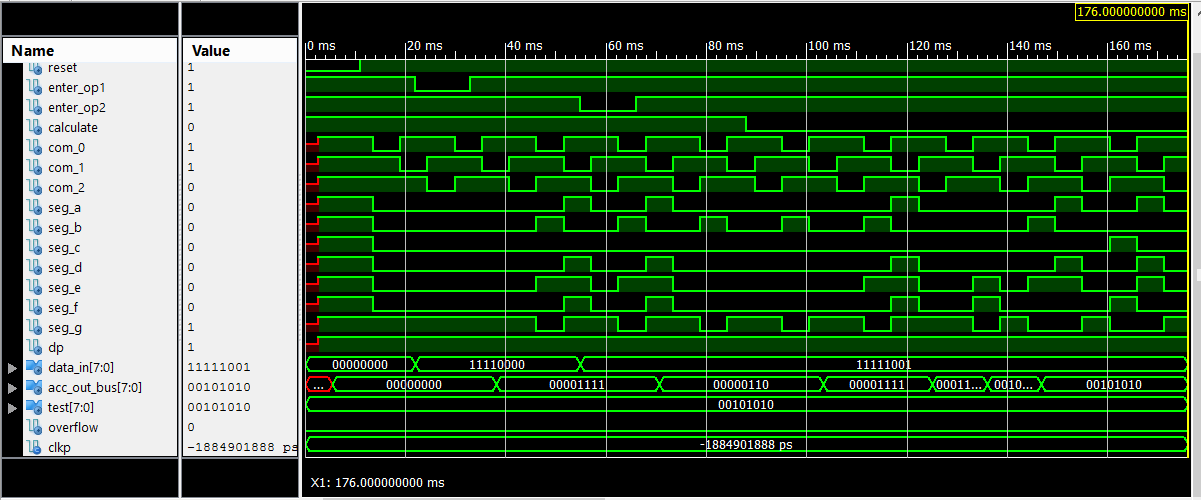 176.000000000 ms
Name Value 0 ms 20 ms 40 ms 60 ms 80 ms 100 ms 120 ms 140 ms 160 ms
reset 1
enter_op1 1
enter_op2 1
calculate 0
com_0 1
com_1 1
com_2 0
seg_a 0
seg_b 0
seg_c 0
seg_d 0
seg_e 0
seg_f 0
seg_g 1
dp 1
data_in[7:0] 11111001 00000000 11110000 11111001
acc_out_bus[7:0] 00101010 ... 00000000 00001111 00000110 00001111 00011... 0010... 00101010
test[7:0] 00101010 00101010
overflow 0
clkp -1884901888 ps -1884901888 ps
X1: 176.000000000 ms